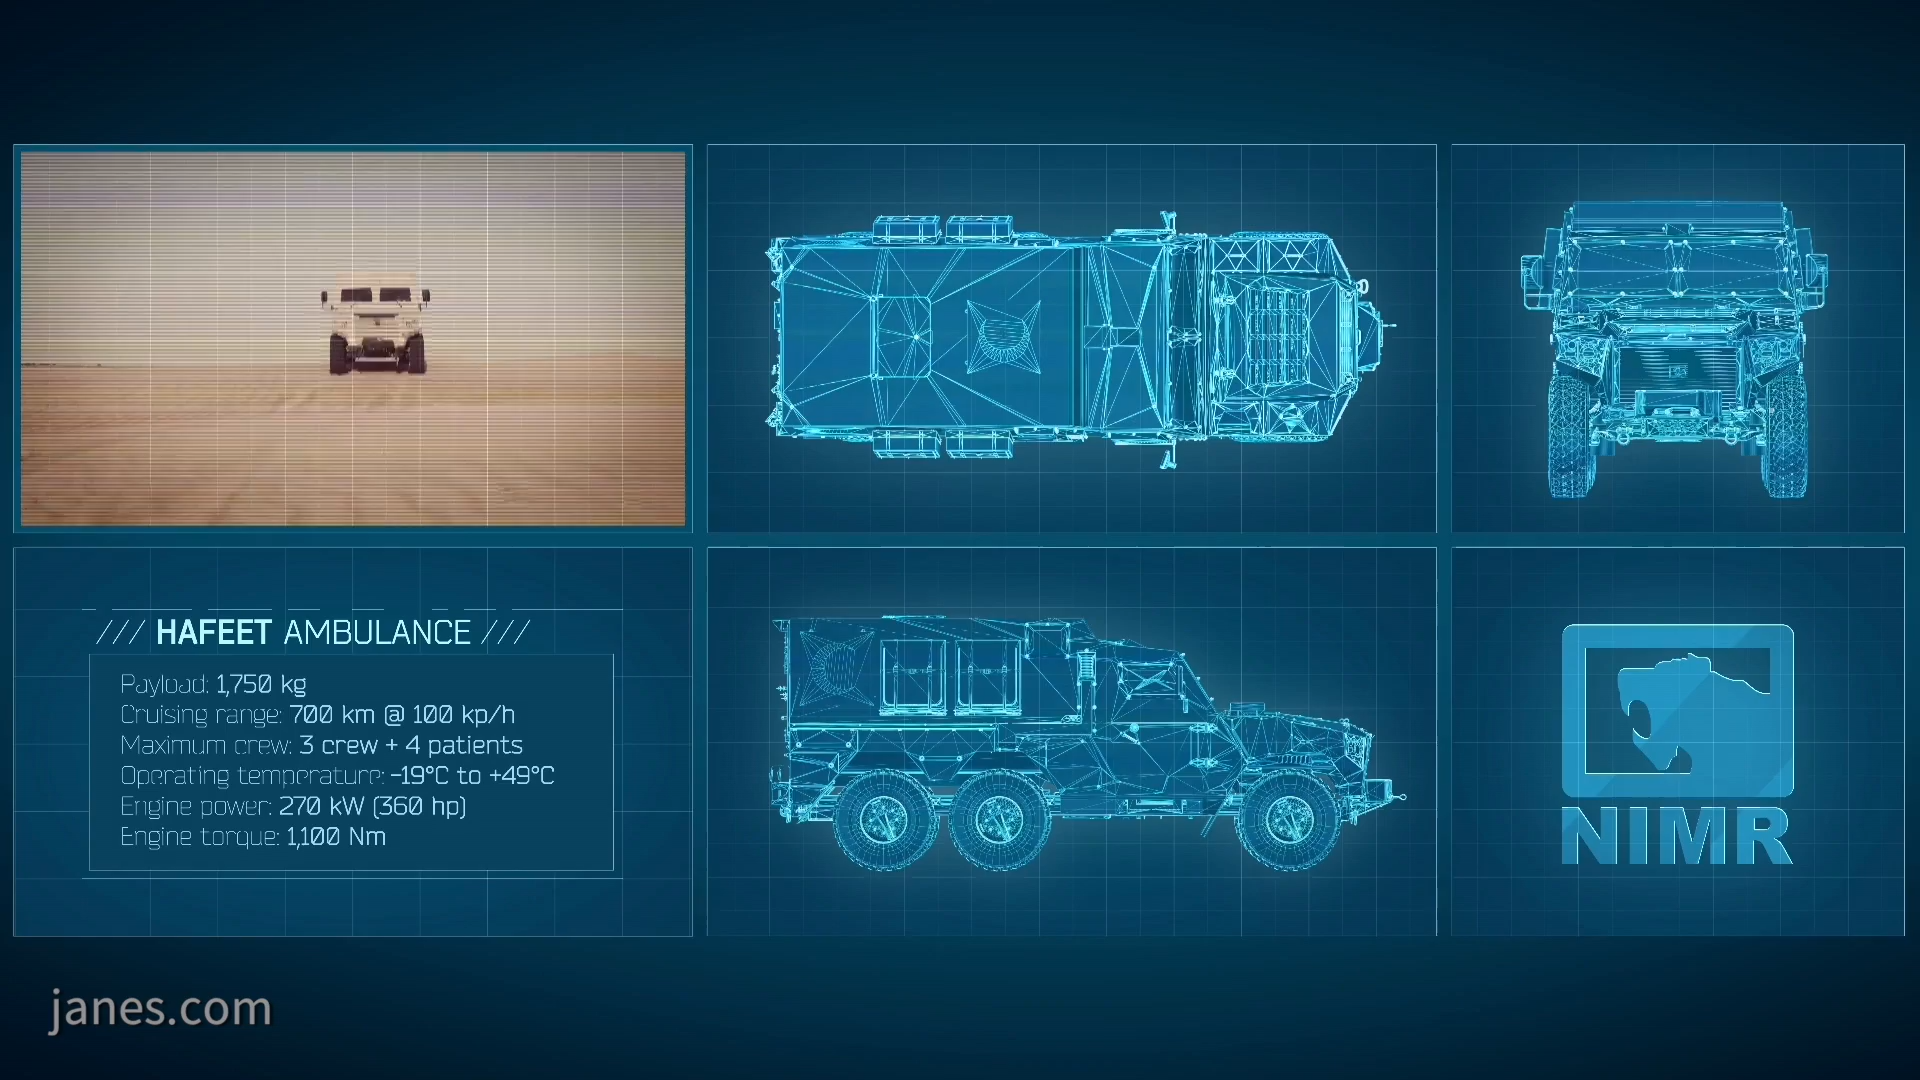 /// HAFEET AMBULANCE ///
Payload: 1,750 kg
Cruising range: 700 km @ 100 kp/h
Maximum crew: 3 crew + 4 patients
Operating temperature: -19°C to +49°C
Engine power: 270 kW (360 hp)
Engine torque: 1,100 Nm
NIMR
janes.com